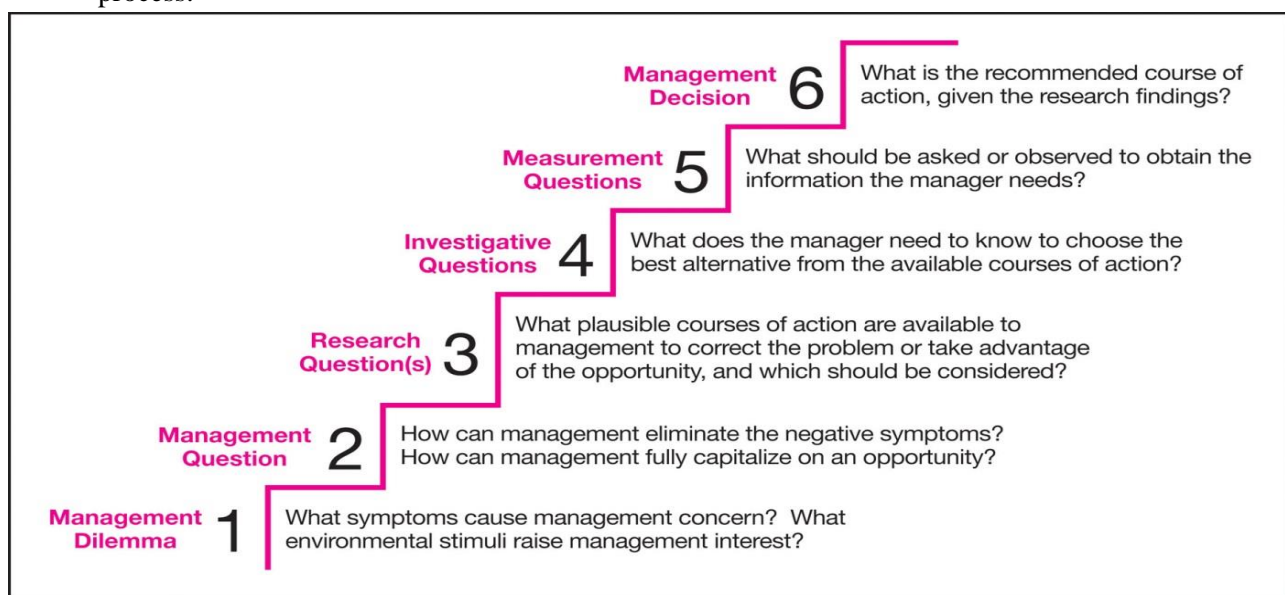 process.
Management
Decision
6
What is the recommended course of
action, given the research findings?
Measurement
Questions
5
What should be asked or observed to obtain the
information the manager needs?
Investigative
Questions
4
What does the manager need to know to choose the
best alternative from the available courses of action?
Research
Question(s)
3
What plausible courses of action are available to
management to correct the problem or take advantage
of the opportunity, and which should be considered?
Management
Question
2
How can management eliminate the negative symptoms?
How can management fully capitalize on an opportunity?
Management
Dilemma
1
What symptoms cause management concern? What
environmental stimuli raise management interest?